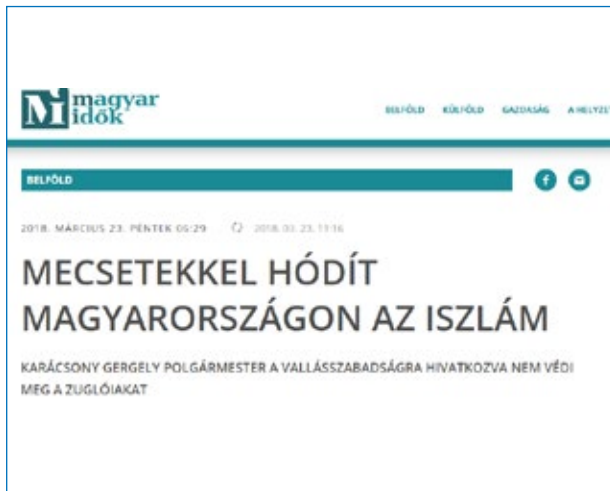 magyar
idők
BELFÖLD KÜLFÖLD GAZDASÁG A HELYZET
BELFÖLD
2018. MÁRCIUS 23. PÉNTEK 06:29 2018. 03. 23. 11:16
MECSETEKKEL HÓDÍT
MAGYARORSZÁGON AZ ISZLÁM
KARÁCSONY GERGELY POLGÁRMESTER A VALLÁSSZABADSÁGRA HIVATKOZVA NEM VÉDI
MEG A ZUGLÓIAKAT